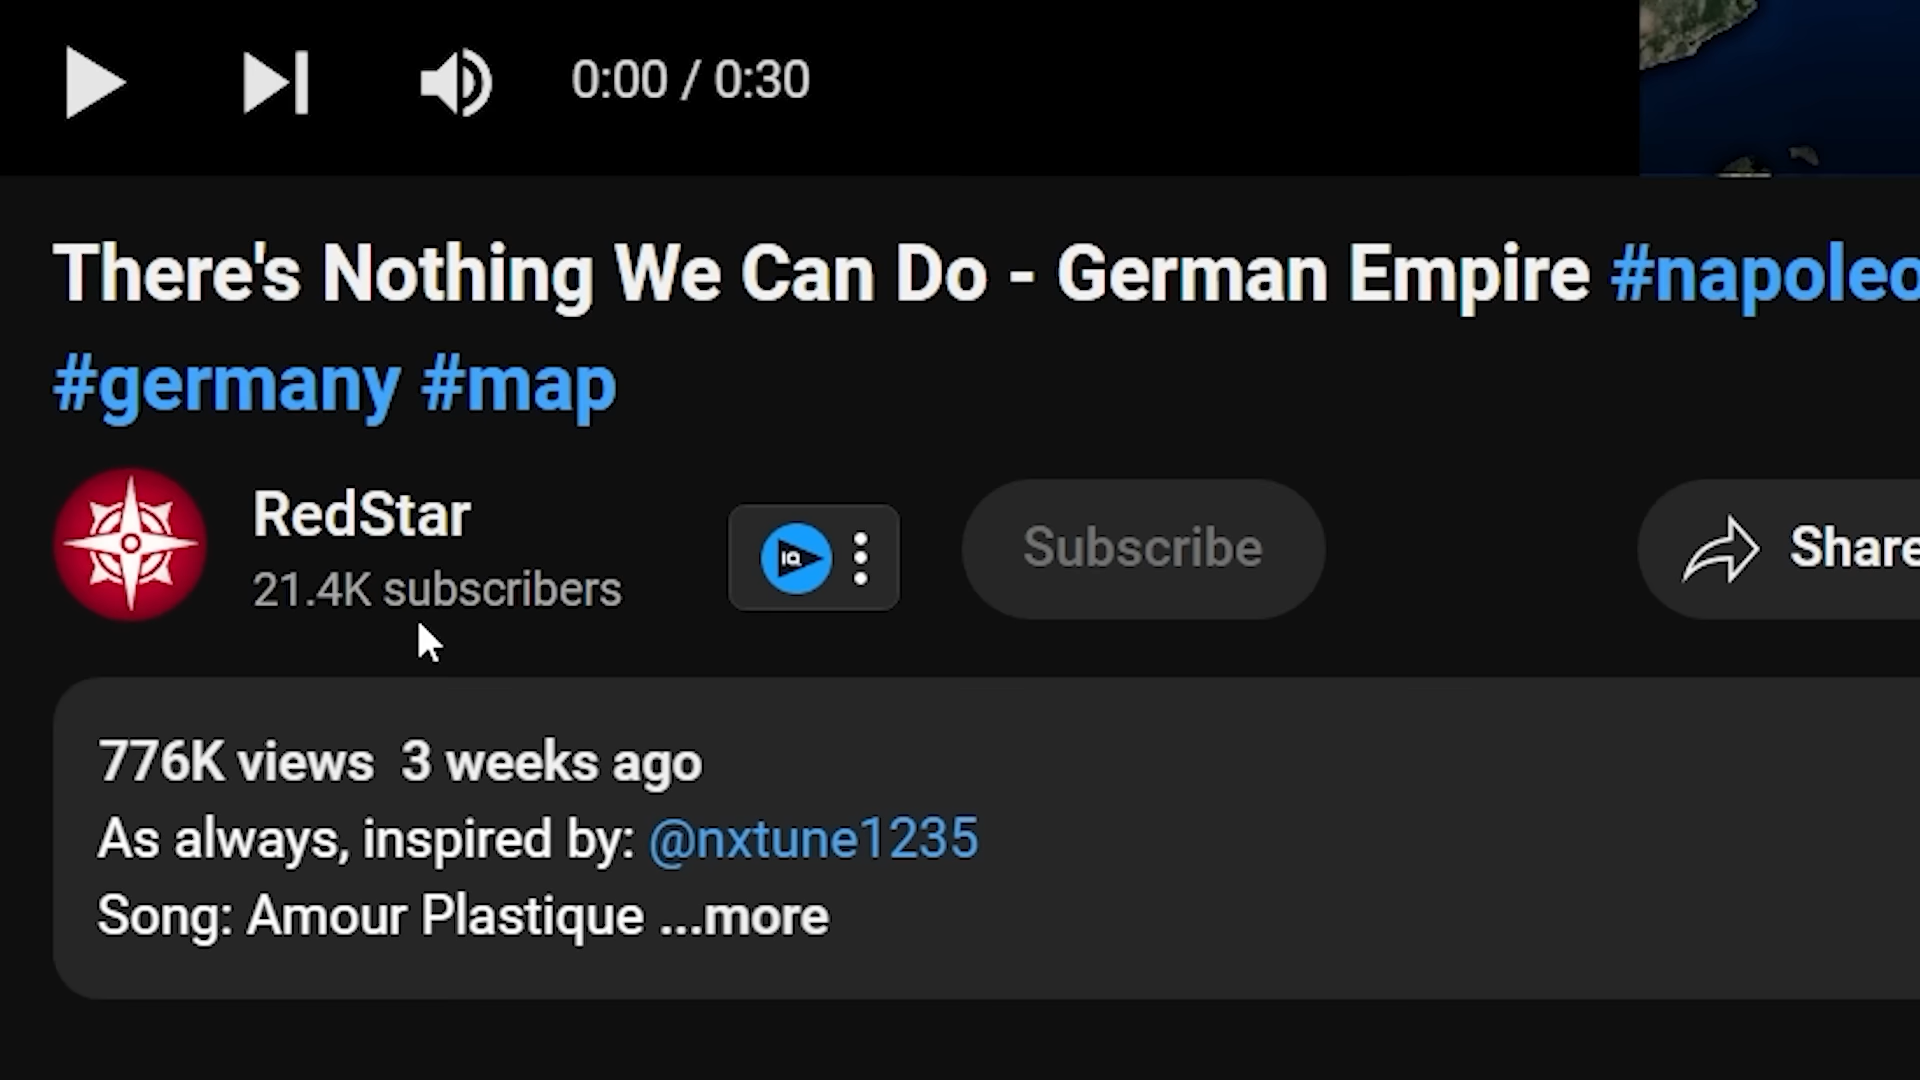 0:00 / 0:30
There's Nothing We Can Do - German Empire #napoleo
#germany #map
RedStar
21.4K subscribers
IQ
Subscribe
Share
776K views 3 weeks ago
As always, inspired by: @nxtune1235
Song: Amour Plastique ...more